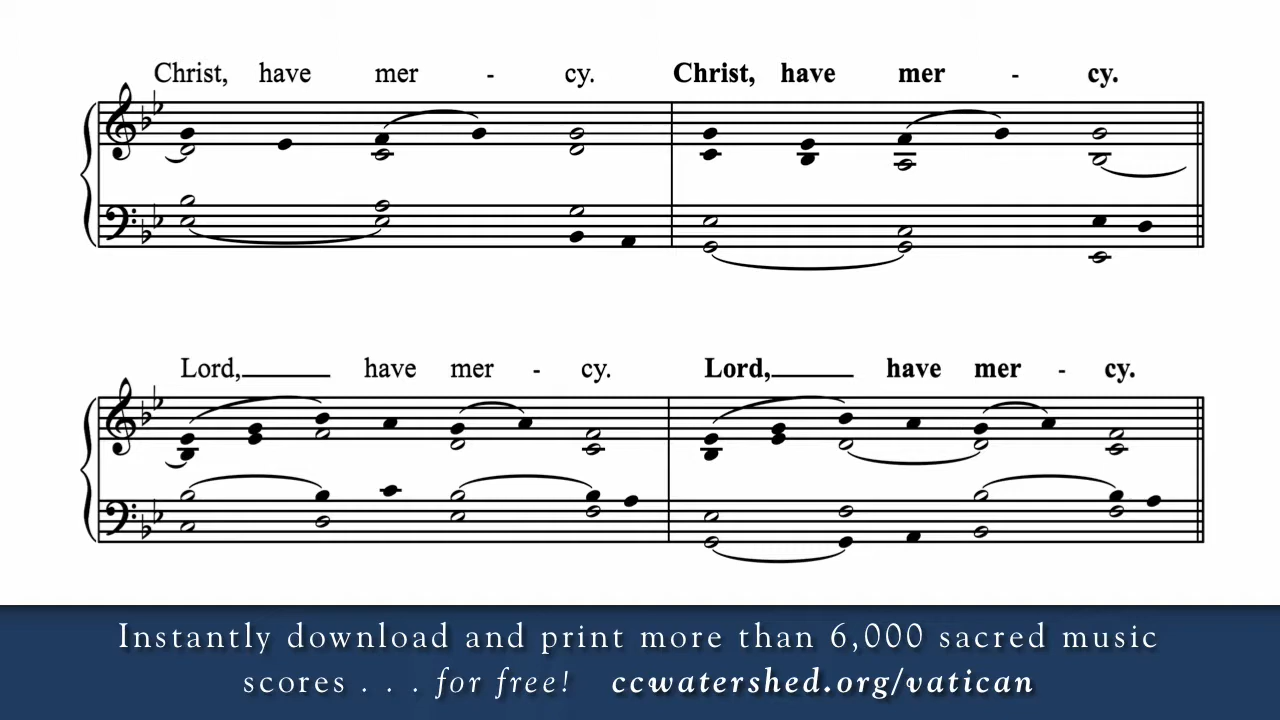 Christ, have mer - cy. Christ, have mer - cy.
Lord, have mer - cy. Lord, have mer - cy.
Instantly download and print more than 6,000 sacred music
scores . . . for free! ccwatershed.org/vatican